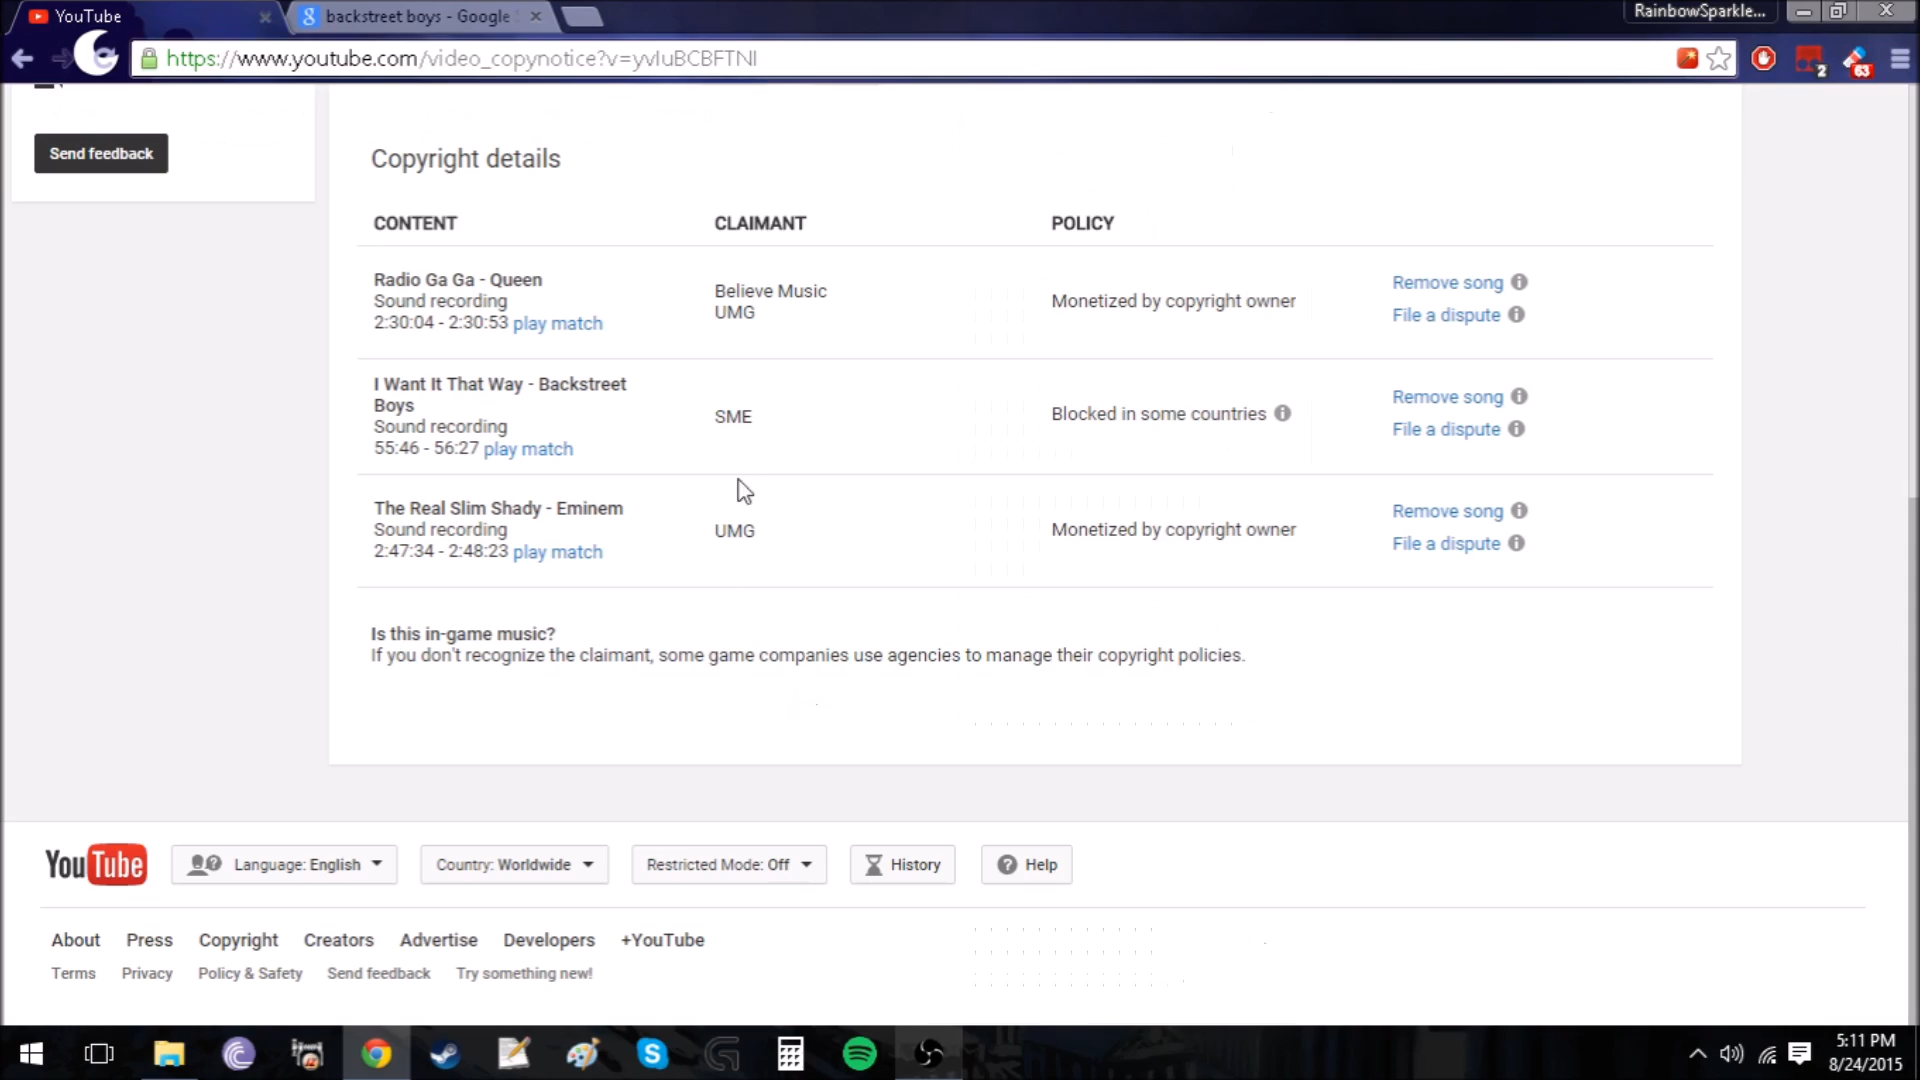 YouTube
backstreet boys - Google
RainbowSparkle...
https://www.youtube.com/video_copynotice?v=yvIuBCBFTNI
2
63
Send feedback
Copyright details
CONTENT CLAIMANT POLICY
Radio Ga Ga - Queen
Sound recording
2:30:04 - 2:30:53 play match
Believe Music
UMG
Monetized by copyright owner
Remove song
File a dispute
I Want It That Way - Backstreet
Boys
Sound recording
55:46 - 56:27 play match
SME
Blocked in some countries
Remove song
File a dispute
The Real Slim Shady - Eminem
Sound recording
2:47:34 - 2:48:23 play match
UMG
Monetized by copyright owner
Remove song
File a dispute
Is this in-game music?
If you don't recognize the claimant, some game companies use agencies to manage their copyright policies.
YouTube Language: English Country: Worldwide Restricted Mode: Off History Help
About Press Copyright Creators Advertise Developers +YouTube
Terms Privacy Policy & Safety Send feedback Try something new!
5:11 PM
8/24/2015